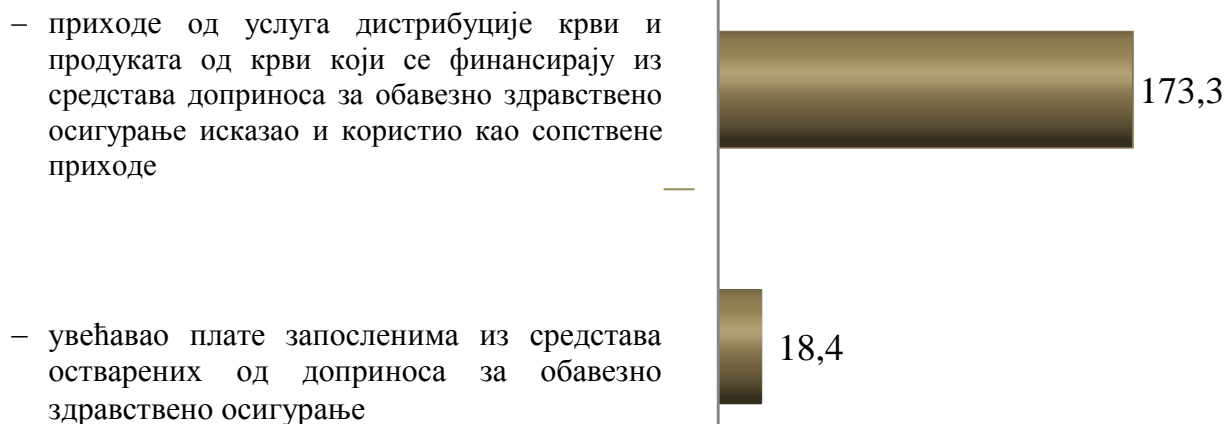 – приходе од услуга дистрибуције крви и
продуката од крви који се финансирају из
средстава доприноса за обавезно здравствено
осигурање исказао и користио као сопствене
приходе
173,3
– увећавао плате запосленима из средстава
остварених од доприноса за обавезно
здравствено осигурање
18,4